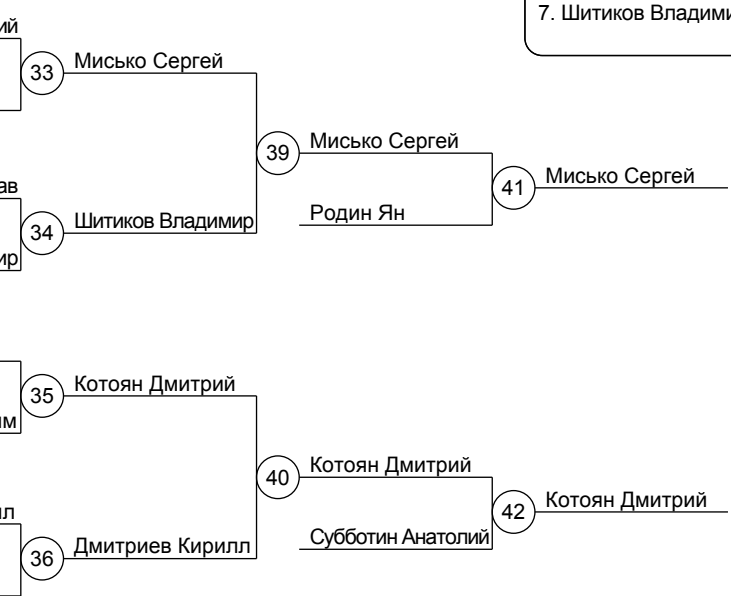 7. Шитиков
33
Мисько Сергей
39
Мисько Сергей
41
Мисько Сергей
34
Шитиков Владимир
Родин Ян
35
Котоян Дмитрий
40
Котоян Дмитрий
42
Котоян Дмитрий
36
Дмитриев Кирилл
Субботин Анатолий